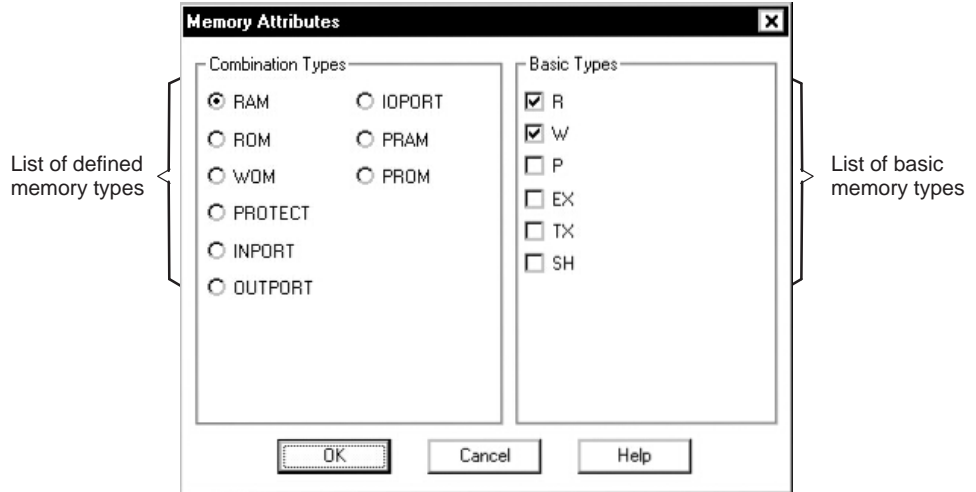 Memory Attributes
List of defined
memory types
Combination Types
RAM
ROM
WOM
PROTECT
INPORT
OUTPORT
IOPORT
PRAM
PROM
Basic Types
R
W
P
EX
TX
SH
List of basic
memory types
OK
Cancel
Help